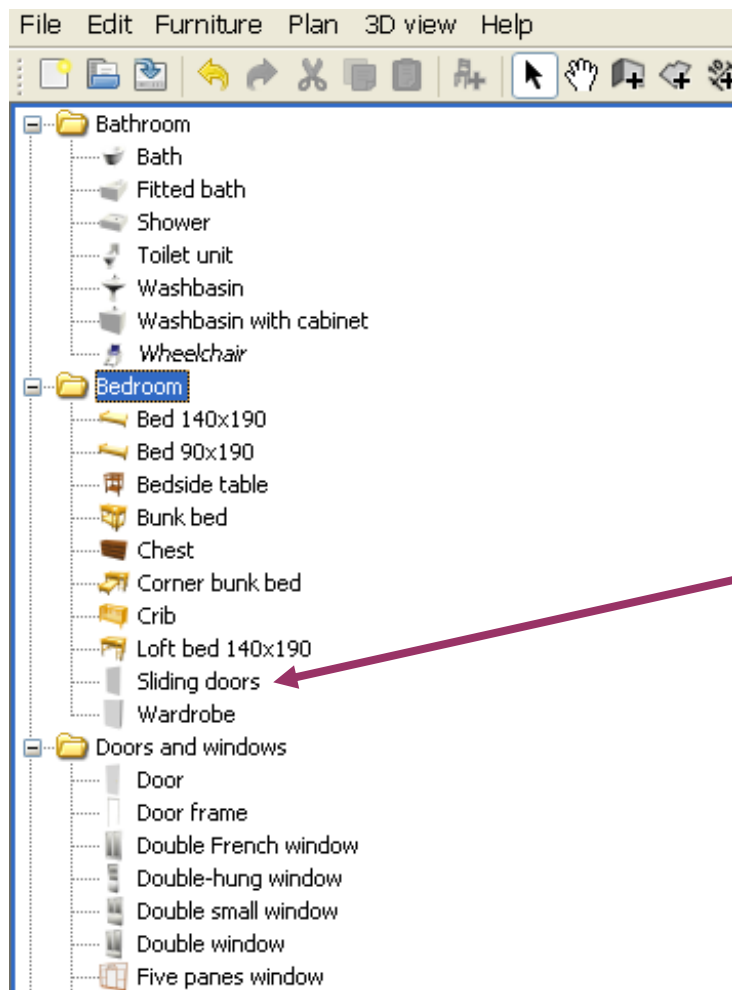 File Edit Furniture Plan 3D view Help
Bathroom
Bath
Fitted bath
Shower
Toilet unit
Washbasin
Washbasin with cabinet
Wheelchair
Bedroom
Bed 140x190
Bed 90x190
Bedside table
Bunk bed
Chest
Corner bunk bed
Crib
Loft bed 140x190
Sliding doors
Wardrobe
Doors and windows
Door
Door frame
Double French window
Double-hung window
Double small window
Double window
Five panes window